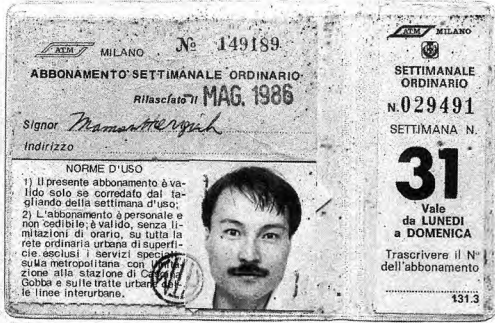 ATM MILANO № 149189
ABBONAMENTO SETTIMANALE ORDINARIO
Rilasciato il MAG. 1986
Signor
Indirizzo
NORME D'USO
1) Il presente abbonamento è va-
lido solo se corredato dal ta-
gliando della settimana d'uso;
2) L'abbonamento è personale e
non cedibile; è valido, senza li-
mitazioni di orario, su tutta la
rete ordinaria urbana di superfi-
cie esclusi i servizi speciali
sulla metropolitana con limita-
zione alla stazione di Cascina
Gobba e sulle tratte urbane del-
le linee interurbane.
ATM MILANO
SETTIMANALE
ORDINARIO
N. 029491
SETTIMANA N.
31
Vale
da LUNEDI
a DOMENICA
Trascrivere il N°
dell'abbonamento
131.3